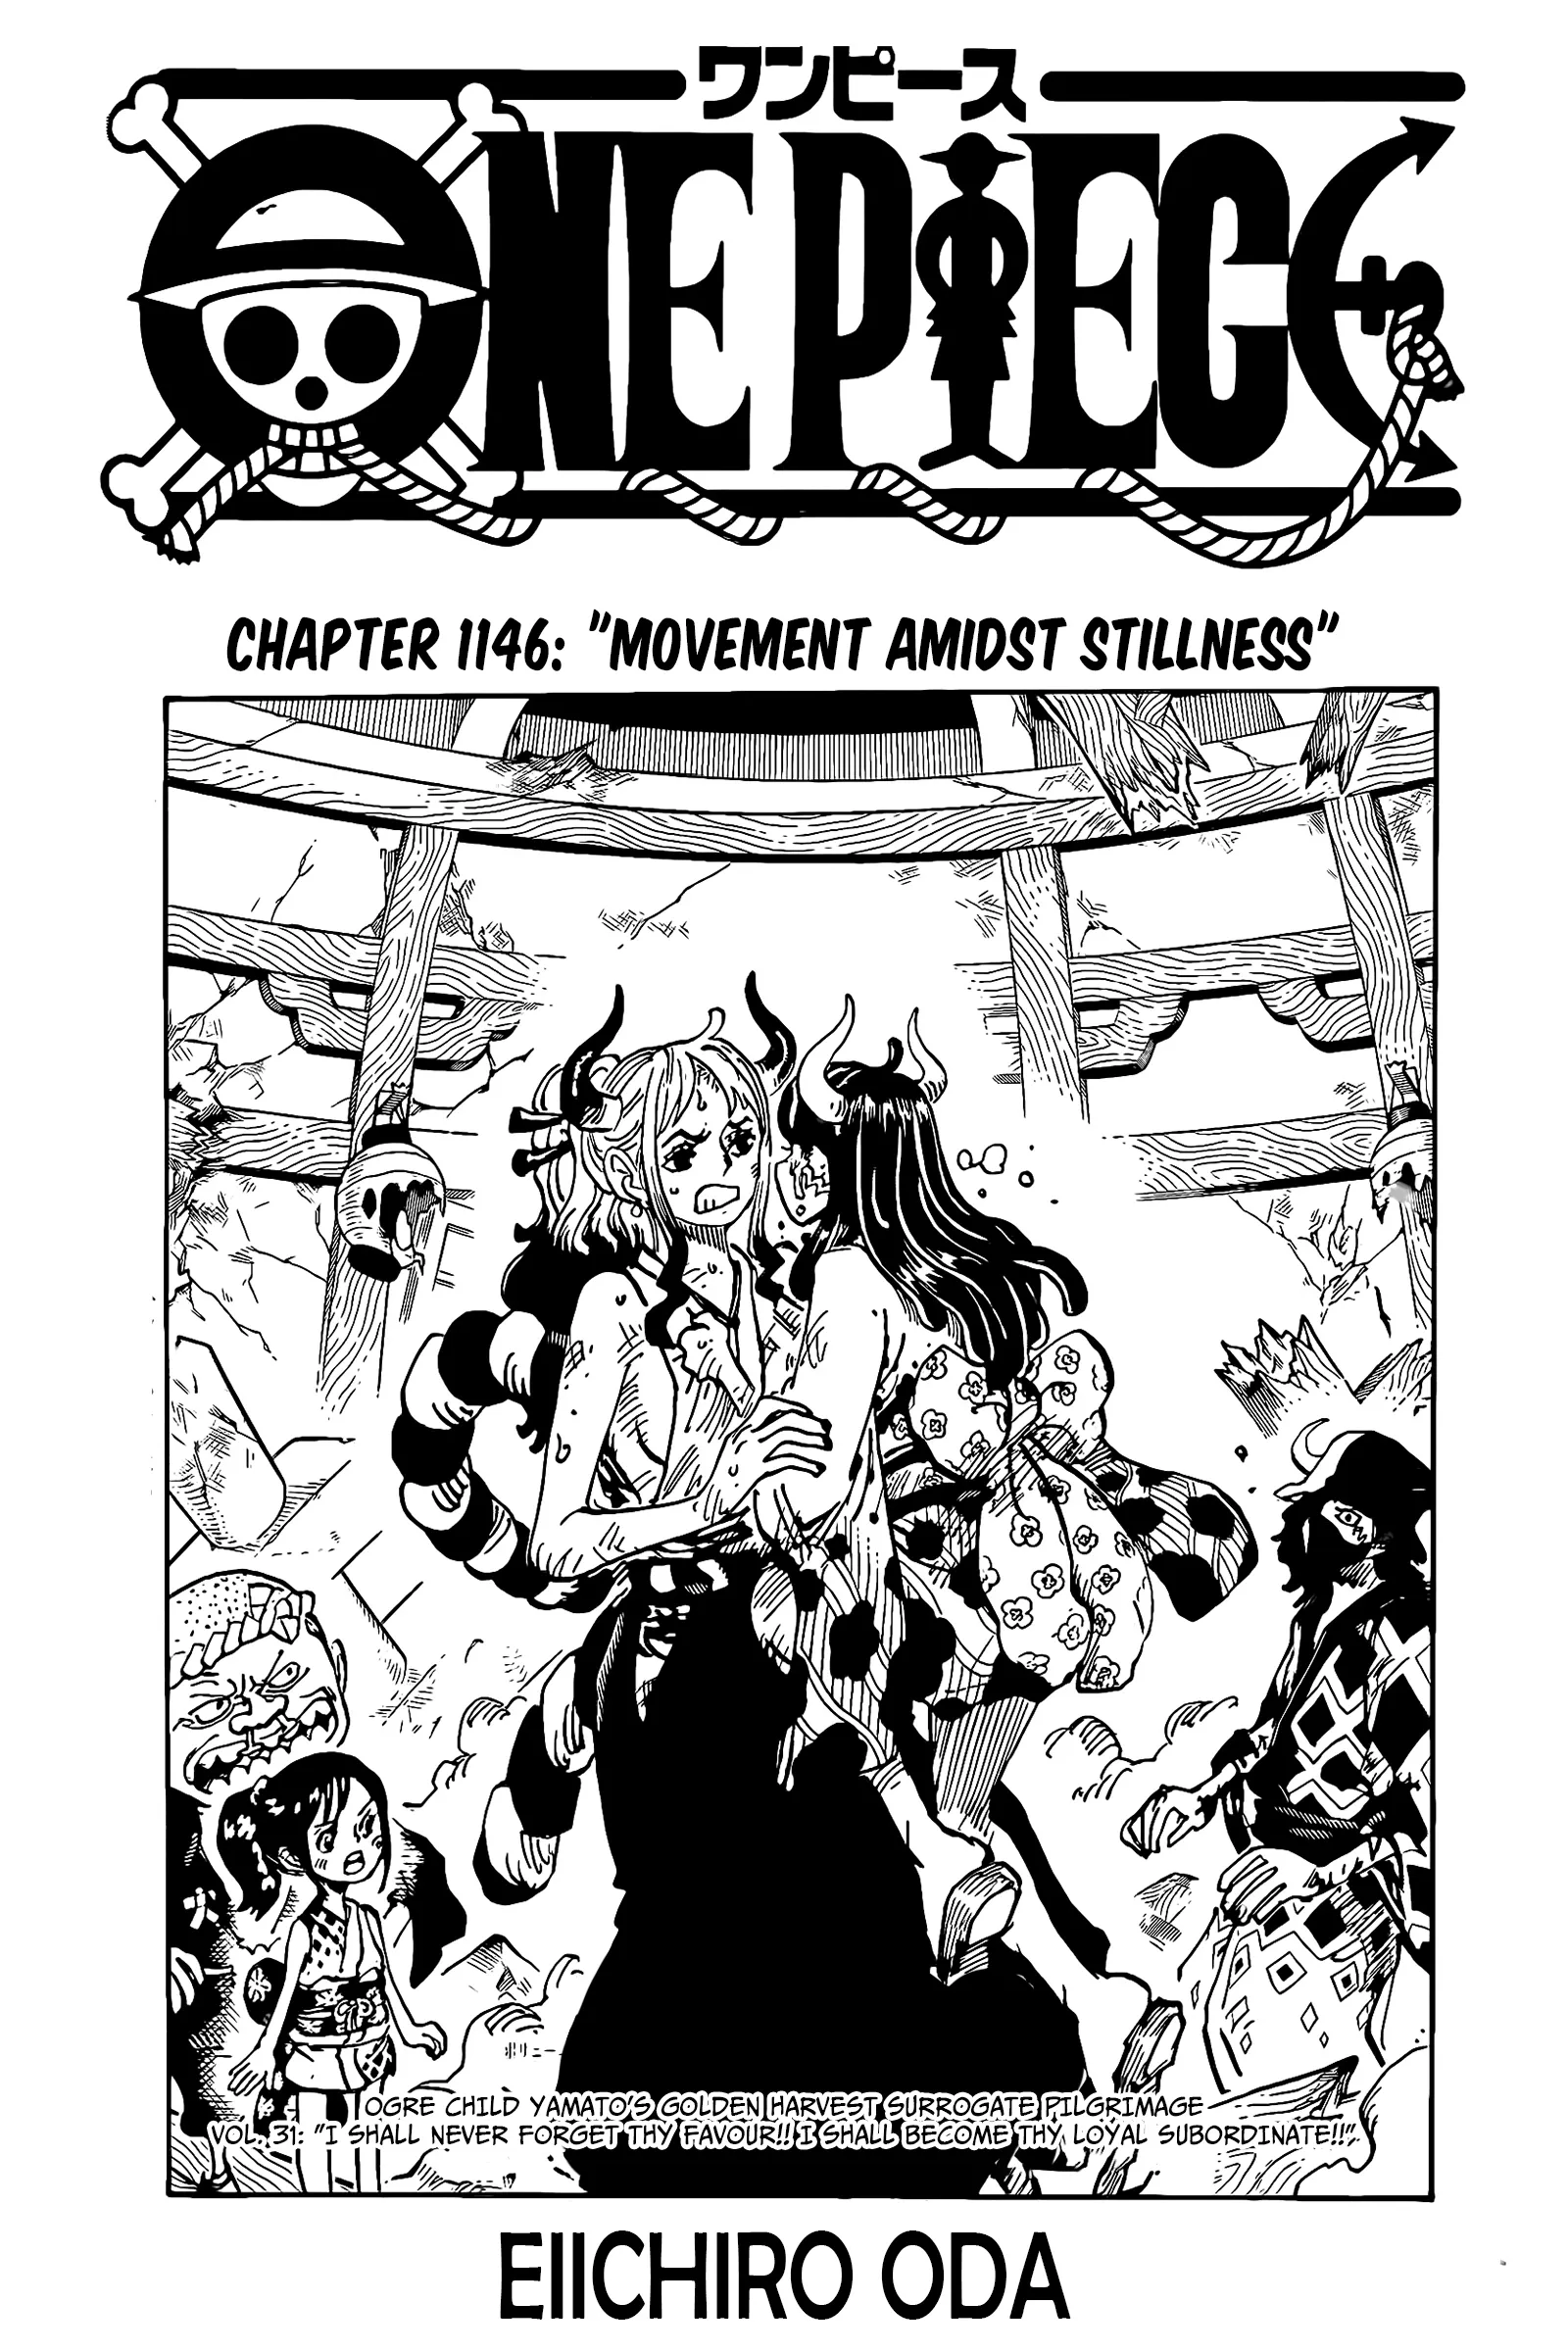 ワンピース
ONE PIECE
CHAPTER 1146: "MOVEMENT AMIDST STILLNESS"
OGRE CHILD YAMATO'S GOLDEN HARVEST SURROGATE PILGRIMAGE
VOL. 31: "I SHALL NEVER FORGET THY FAVOUR!! I SHALL BECOME THY LOYAL SUBORDINATE!!"
EIICHIRO ODA